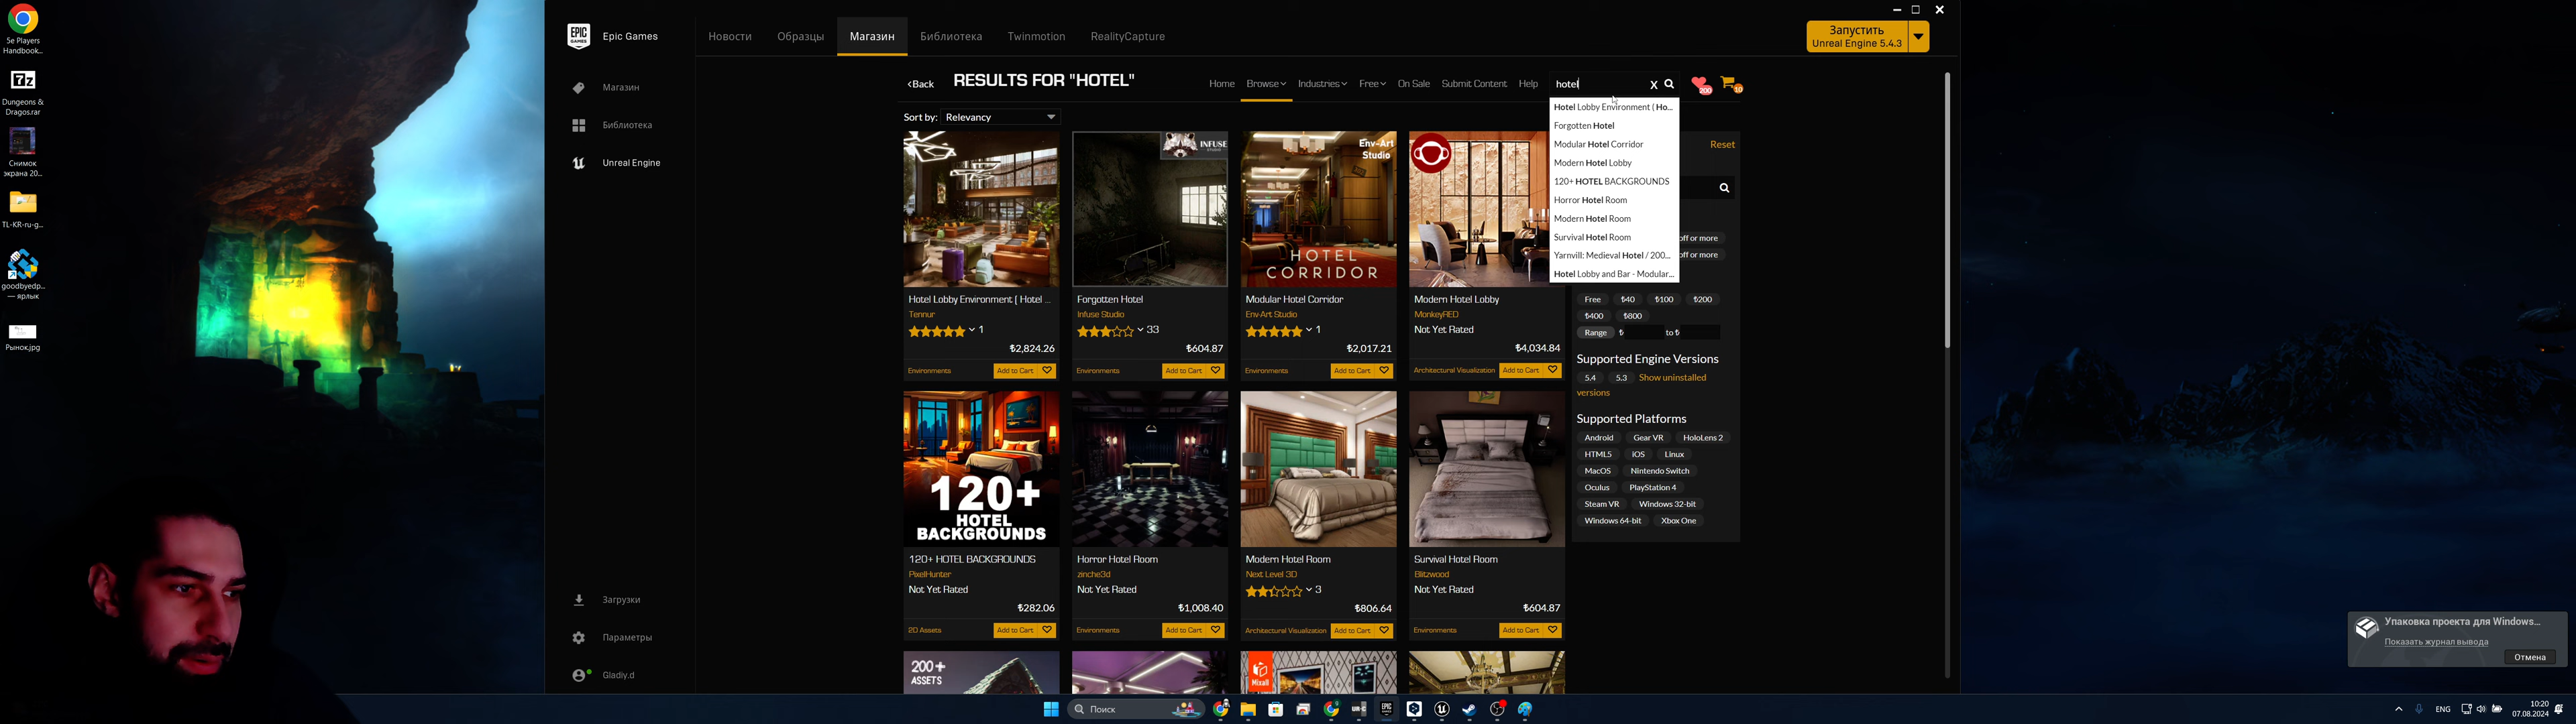 5e Players
Handbook...
Dungeons &
Dragos.rar
Снимок
экрана 20...
TL-KR-ru-g...
goodbyedp...
— ярлык
Рынок.jpg
EPIC
GAMES
Epic Games
Магазин
Библиотека
Unreal Engine
Загрузки
Параметры
Gladiy.d
Новости
Образцы
Магазин
Библиотека
Twinmotion
RealityCapture
Запустить
Unreal Engine 5.4.3
Back
RESULTS FOR "HOTEL"
Home
Browse
Industries
Free
On Sale
Submit Content
Help
hotel
X
200
10
Hotel Lobby Environment ( Ho...
Forgotten Hotel
Modular Hotel Corridor
Modern Hotel Lobby
120+ HOTEL BACKGROUNDS
Horror Hotel Room
Modern Hotel Room
Survival Hotel Room
Yarnvill: Medieval Hotel / 200...
Hotel Lobby and Bar - Modular...
Sort by: Relevancy
INFUSE
STUDIO
Env-Art
Studio
HOTEL
CORRIDOR
Hotel Lobby Environment ( Hotel ...
Tennur
1
₺2,824.26
Environments
Add to Cart
Forgotten Hotel
Infuse Studio
33
₺604.87
Environments
Add to Cart
Modular Hotel Corridor
Env-Art Studio
1
₺2,017.21
Environments
Add to Cart
Modern Hotel Lobby
MonkeyRED
Not Yet Rated
₺4,034.84
Architectural Visualization
Add to Cart
120+
HOTEL
BACKGROUNDS
120+ HOTEL BACKGROUNDS
PixelHunter
Not Yet Rated
₺282.06
2D Assets
Add to Cart
Horror Hotel Room
zinche3d
Not Yet Rated
₺1,008.40
Environments
Add to Cart
Modern Hotel Room
Next Level 3D
3
₺806.64
Architectural Visualization
Add to Cart
Survival Hotel Room
Blitzwood
Not Yet Rated
₺604.87
Environments
Add to Cart
200+
ASSETS
Mixall
Reset
off or more
off or more
Free ₺40 ₺100 ₺200
₺400 ₺800
Range ₺ to ₺
Supported Engine Versions
5.4 5.3 Show uninstalled
versions
Supported Platforms
Android Gear VR HoloLens 2
HTML5 iOS Linux
MacOS Nintendo Switch
Oculus PlayStation 4
Steam VR Windows 32-bit
Windows 64-bit Xbox One
Упаковка проекта для Windows...
Показать журнал вывода
Отмена
Поиск
ENG
10:20
07.08.2024